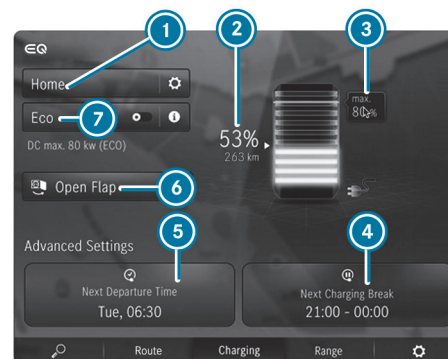 1
2
3
EQ
Home
max.
80 %
Eco
7
53%
263 km
DC max. 80 kw (ECO)
Open Flap
6
5
4
Advanced Settings
Next Departure Time
Tue, 06:30
Next Charging Break
21:00 - 00:00
Route
Charging
Range